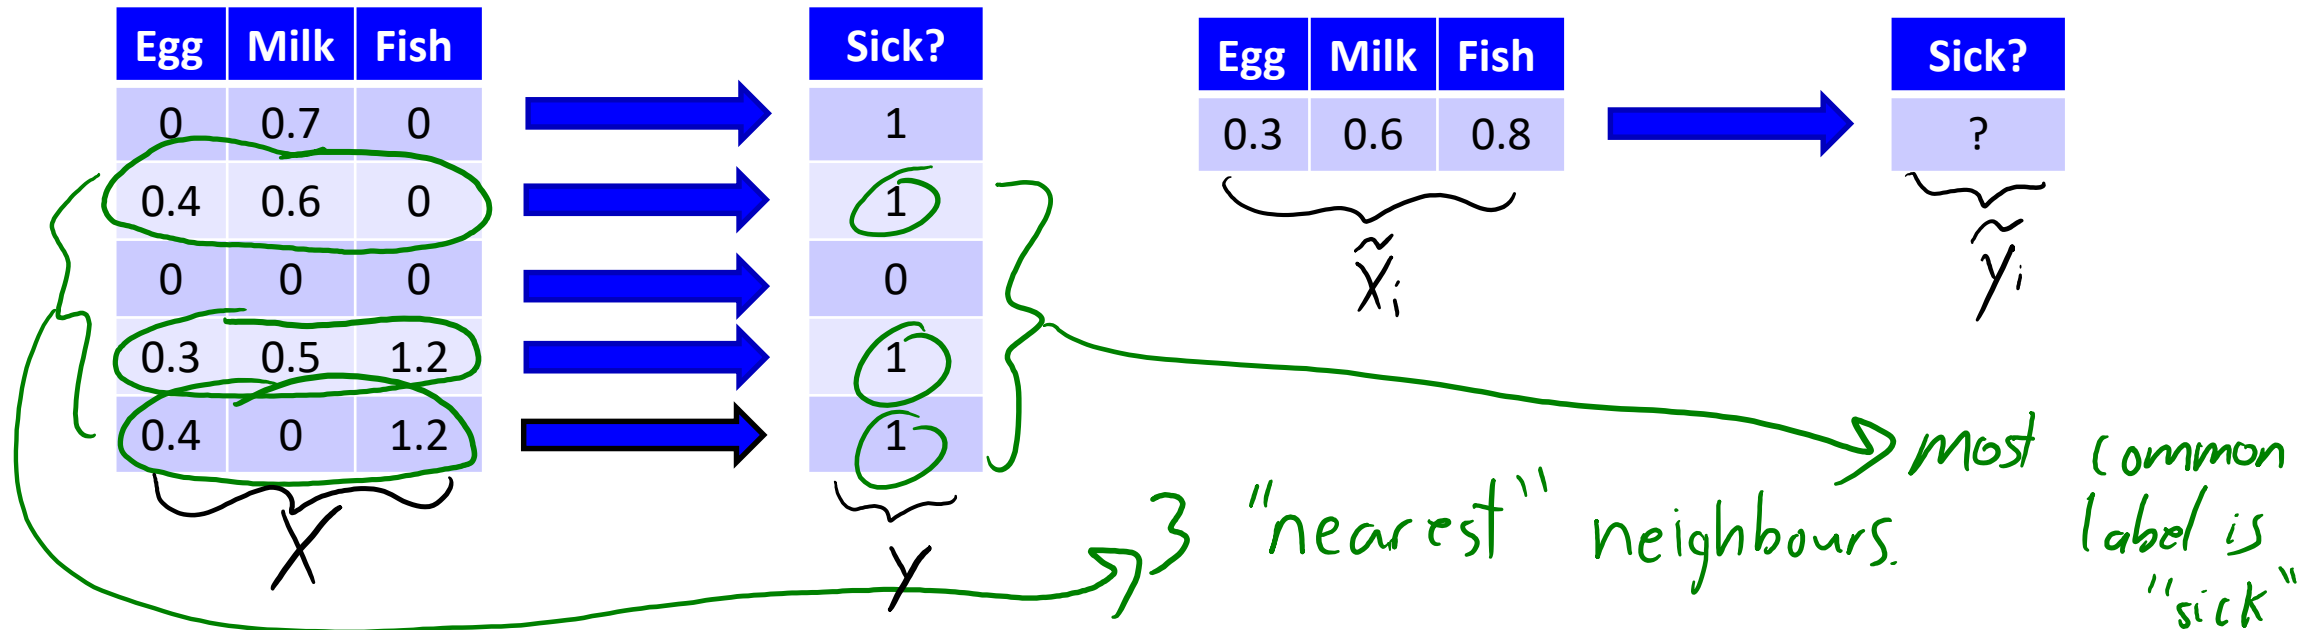 Egg Milk Fish
0 0.7 0
0.4 0.6 0
0 0 0
0.3 0.5 1.2
0.4 0 1.2
X
Sick?
1
1
0
1
1
y
Egg Milk Fish
0.3 0.6 0.8
x̃ᵢ
Sick?
?
ỹᵢ
3 "nearest" neighbours.
most common
label is
"sick"